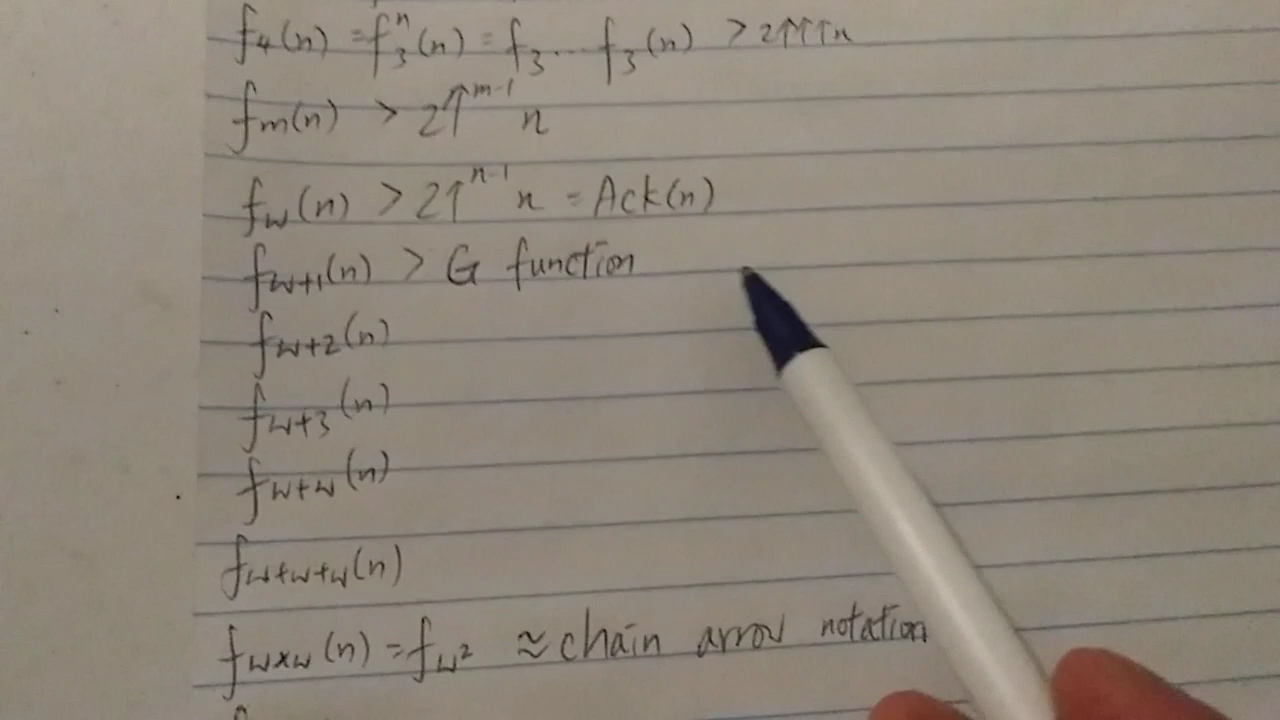 f₄(n) = f₃ⁿ(n) = f₃...f₃(n) > 2↑↑↑n
fm(n) > 2↑ᵐ⁻¹ n
fw(n) > 2↑ⁿ⁻¹ n = Ack(n)
fw+1(n) > G function
fw+2(n)
fw+3(n)
fw+w(n)
fw+w+w(n)
fw×w(n) = fw² ≈ chain arrow notation